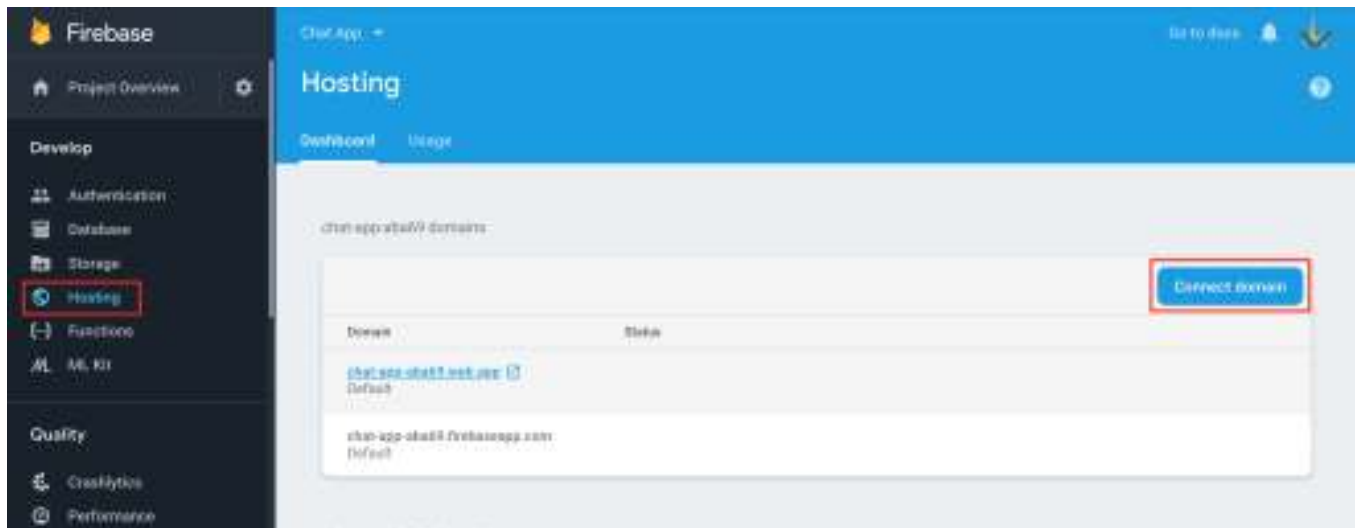 Firebase
Project Overview
Develop
Authentication
Database
Storage
Hosting
Functions
ML Kit
Quality
Crashlytics
Performance
Chat App
Go to docs
Hosting
Dashboard
Usage
domains
Connect domain
Domain
Status
Default
Default